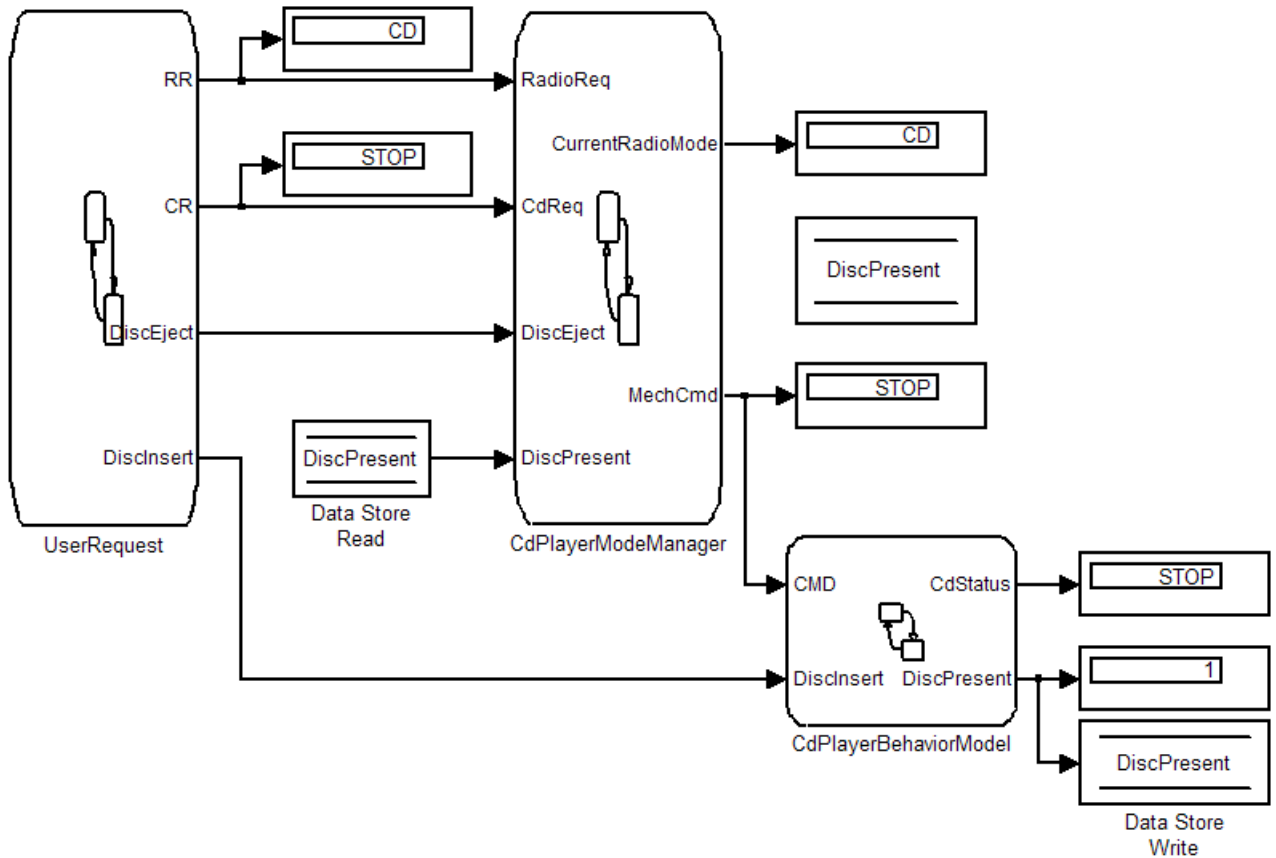 CD
RR
RadioReq
STOP
CurrentRadioMode
CD
CR
CdReq
DiscPresent
DiscEject
DiscEject
MechCmd
STOP
DiscInsert
DiscPresent
DiscPresent
Data Store
Read
UserRequest
CdPlayerModeManager
CMD
CdStatus
STOP
DiscInsert
DiscPresent
1
CdPlayerBehaviorModel
DiscPresent
Data Store
Write